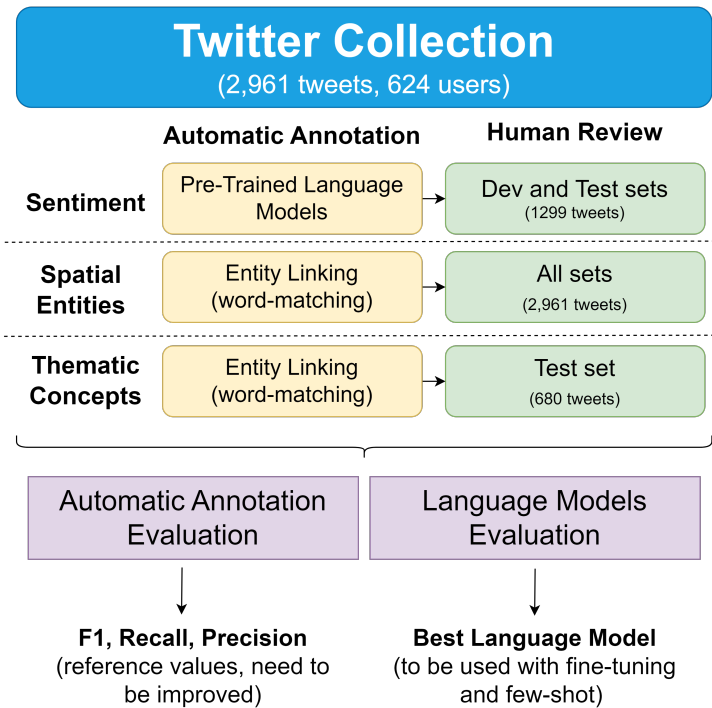 Twitter Collection
(2,961 tweets, 624 users)
Automatic Annotation
Human Review
Sentiment
Pre-Trained Language
Models
Dev and Test sets
(1299 tweets)
Spatial
Entities
Entity Linking
(word-matching)
All sets
(2,961 tweets)
Thematic
Concepts
Entity Linking
(word-matching)
Test set
(680 tweets)
Automatic Annotation
Evaluation
Language Models
Evaluation
F1, Recall, Precision
(reference values, need to
be improved)
Best Language Model
(to be used with fine-tuning
and few-shot)